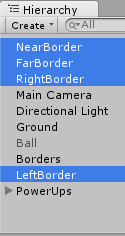 Hierarchy
Create All
NearBorder
FarBorder
RightBorder
Main Camera
Directional Light
Ground
Ball
Borders
LeftBorder
PowerUps